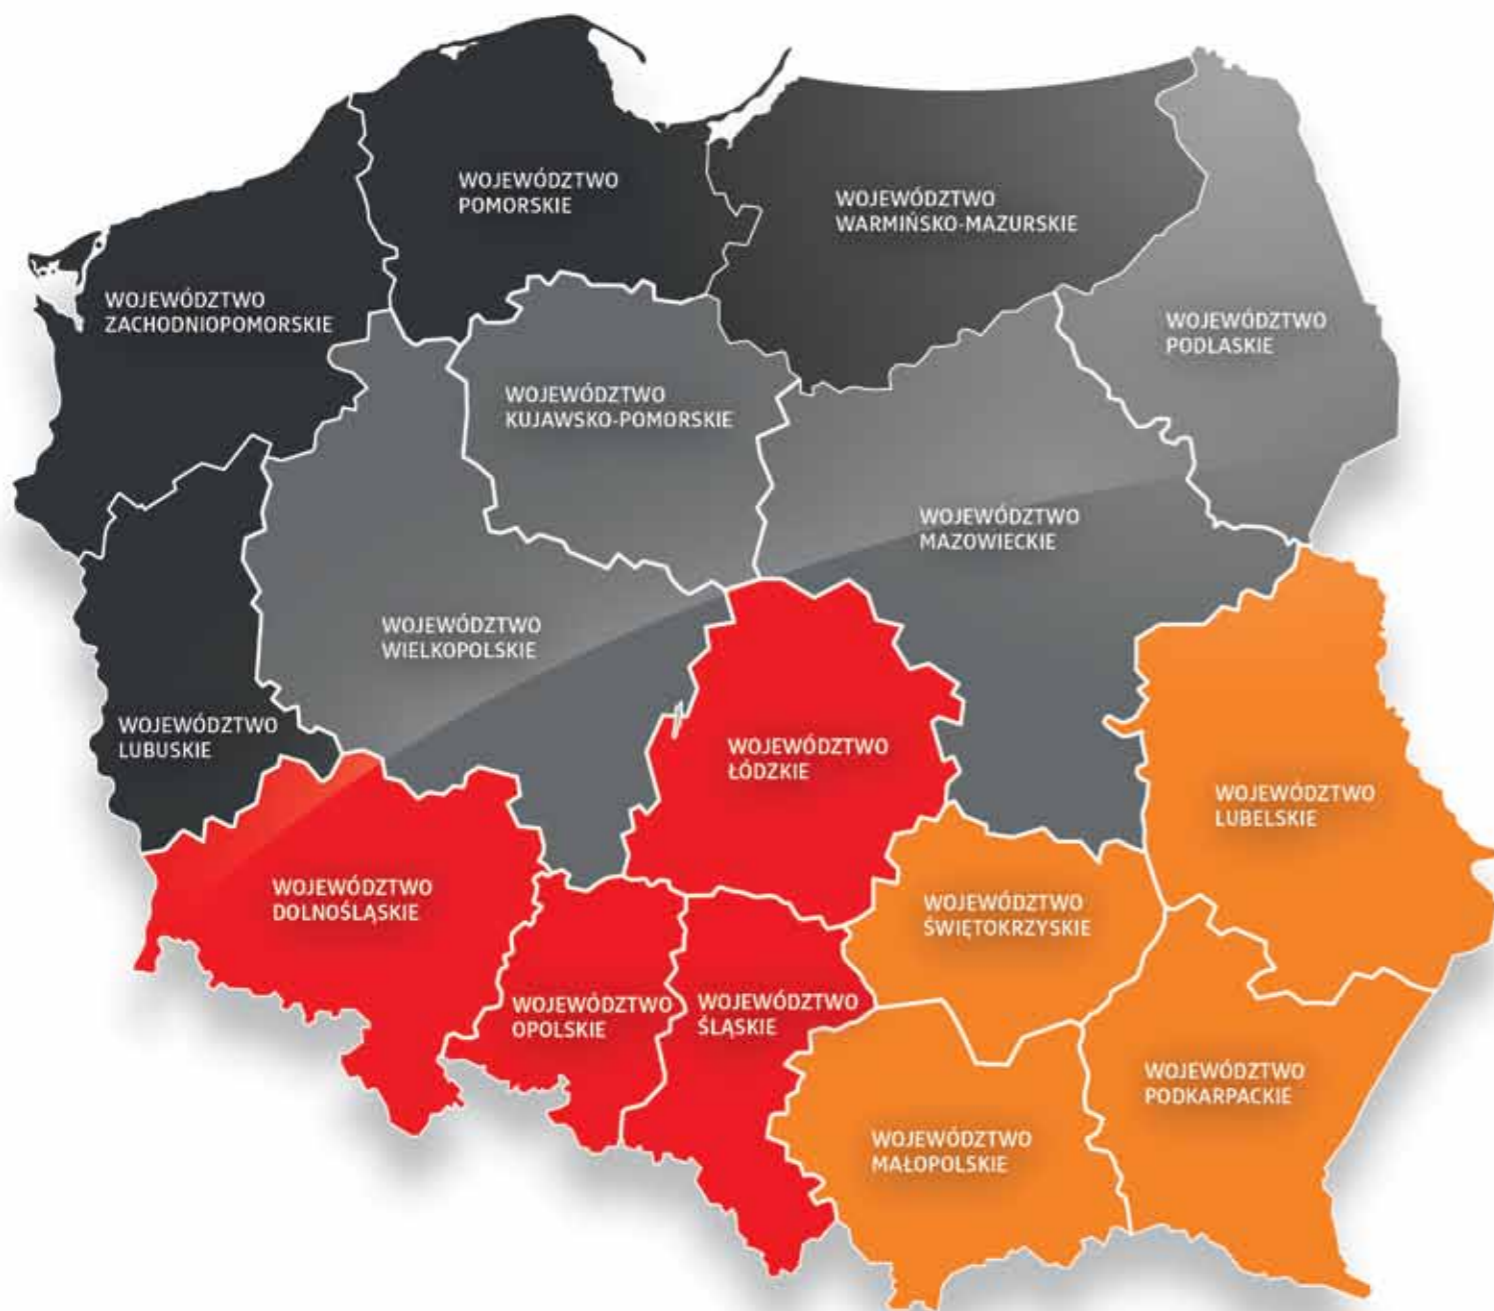 WOJEWÓDZTWO
POMORSKIE
WOJEWÓDZTWO
WARMIŃSKO-MAZURSKIE
WOJEWÓDZTWO
ZACHODNIOPOMORSKIE
WOJEWÓDZTWO
PODLASKIE
WOJEWÓDZTWO
KUJAWSKO-POMORSKIE
WOJEWÓDZTWO
MAZOWIECKIE
WOJEWÓDZTWO
WIELKOPOLSKIE
WOJEWÓDZTWO
LUBUSKIE
WOJEWÓDZTWO
ŁÓDZKIE
WOJEWÓDZTWO
LUBELSKIE
WOJEWÓDZTWO
DOLNOŚLĄSKIE
WOJEWÓDZTWO
ŚWIĘTOKRZYSKIE
WOJEWÓDZTWO
OPOLSKIE
WOJEWÓDZTWO
ŚLĄSKIE
WOJEWÓDZTWO
PODKARPACKIE
WOJEWÓDZTWO
MAŁOPOLSKIE